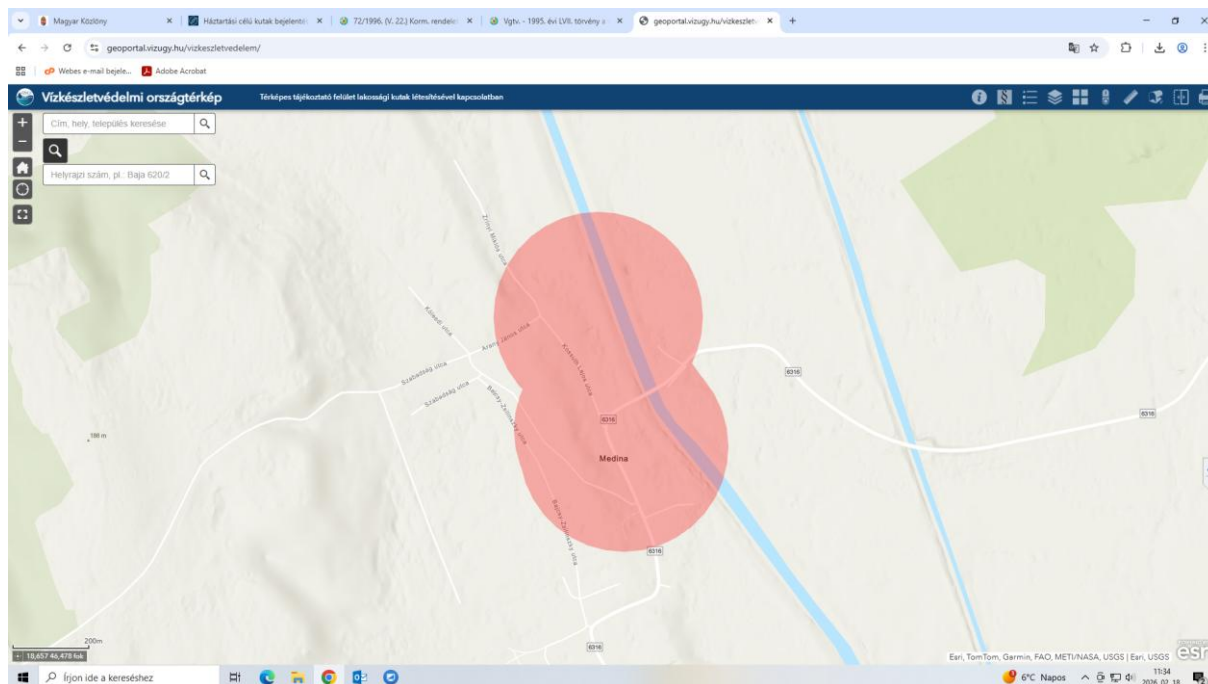 Magyar Közlöny
Háztartási célú kutak bejelenté
72/1996. (V. 22.) Korm. rendele
Vgtv. - 1995. évi LVII. törvény a
geoportal.vizugy.hu/vizkeszletv
geoportal.vizugy.hu/vizkeszletvedelem/
Webes e-mail bejele...
Adobe Acrobat
Vízkészletvédelmi országtérkép
Térképes tájékoztató felület lakossági kutak létesítésével kapcsolatban
Cím, hely, település keresése
Helyrajzi szám, pl.: Baja 620/2
Zrínyi Miklós utca
Kölesdi utca
Arany János utca
Kossuth Lajos utca
Szabadság utca
Szabadság utca
Bajcsy-Zsilinszky utca
6316
6316
6316
188 m
Medina
Bajcsy-Zsilinszky utca
6316
6316
200m
18,657 46,478 fok
Esri, TomTom, Garmin, FAO, METI/NASA, USGS | Esri, USGS
esri
Írjon ide a kereséshez
6°C Napos
11:34
2026. 02. 18.